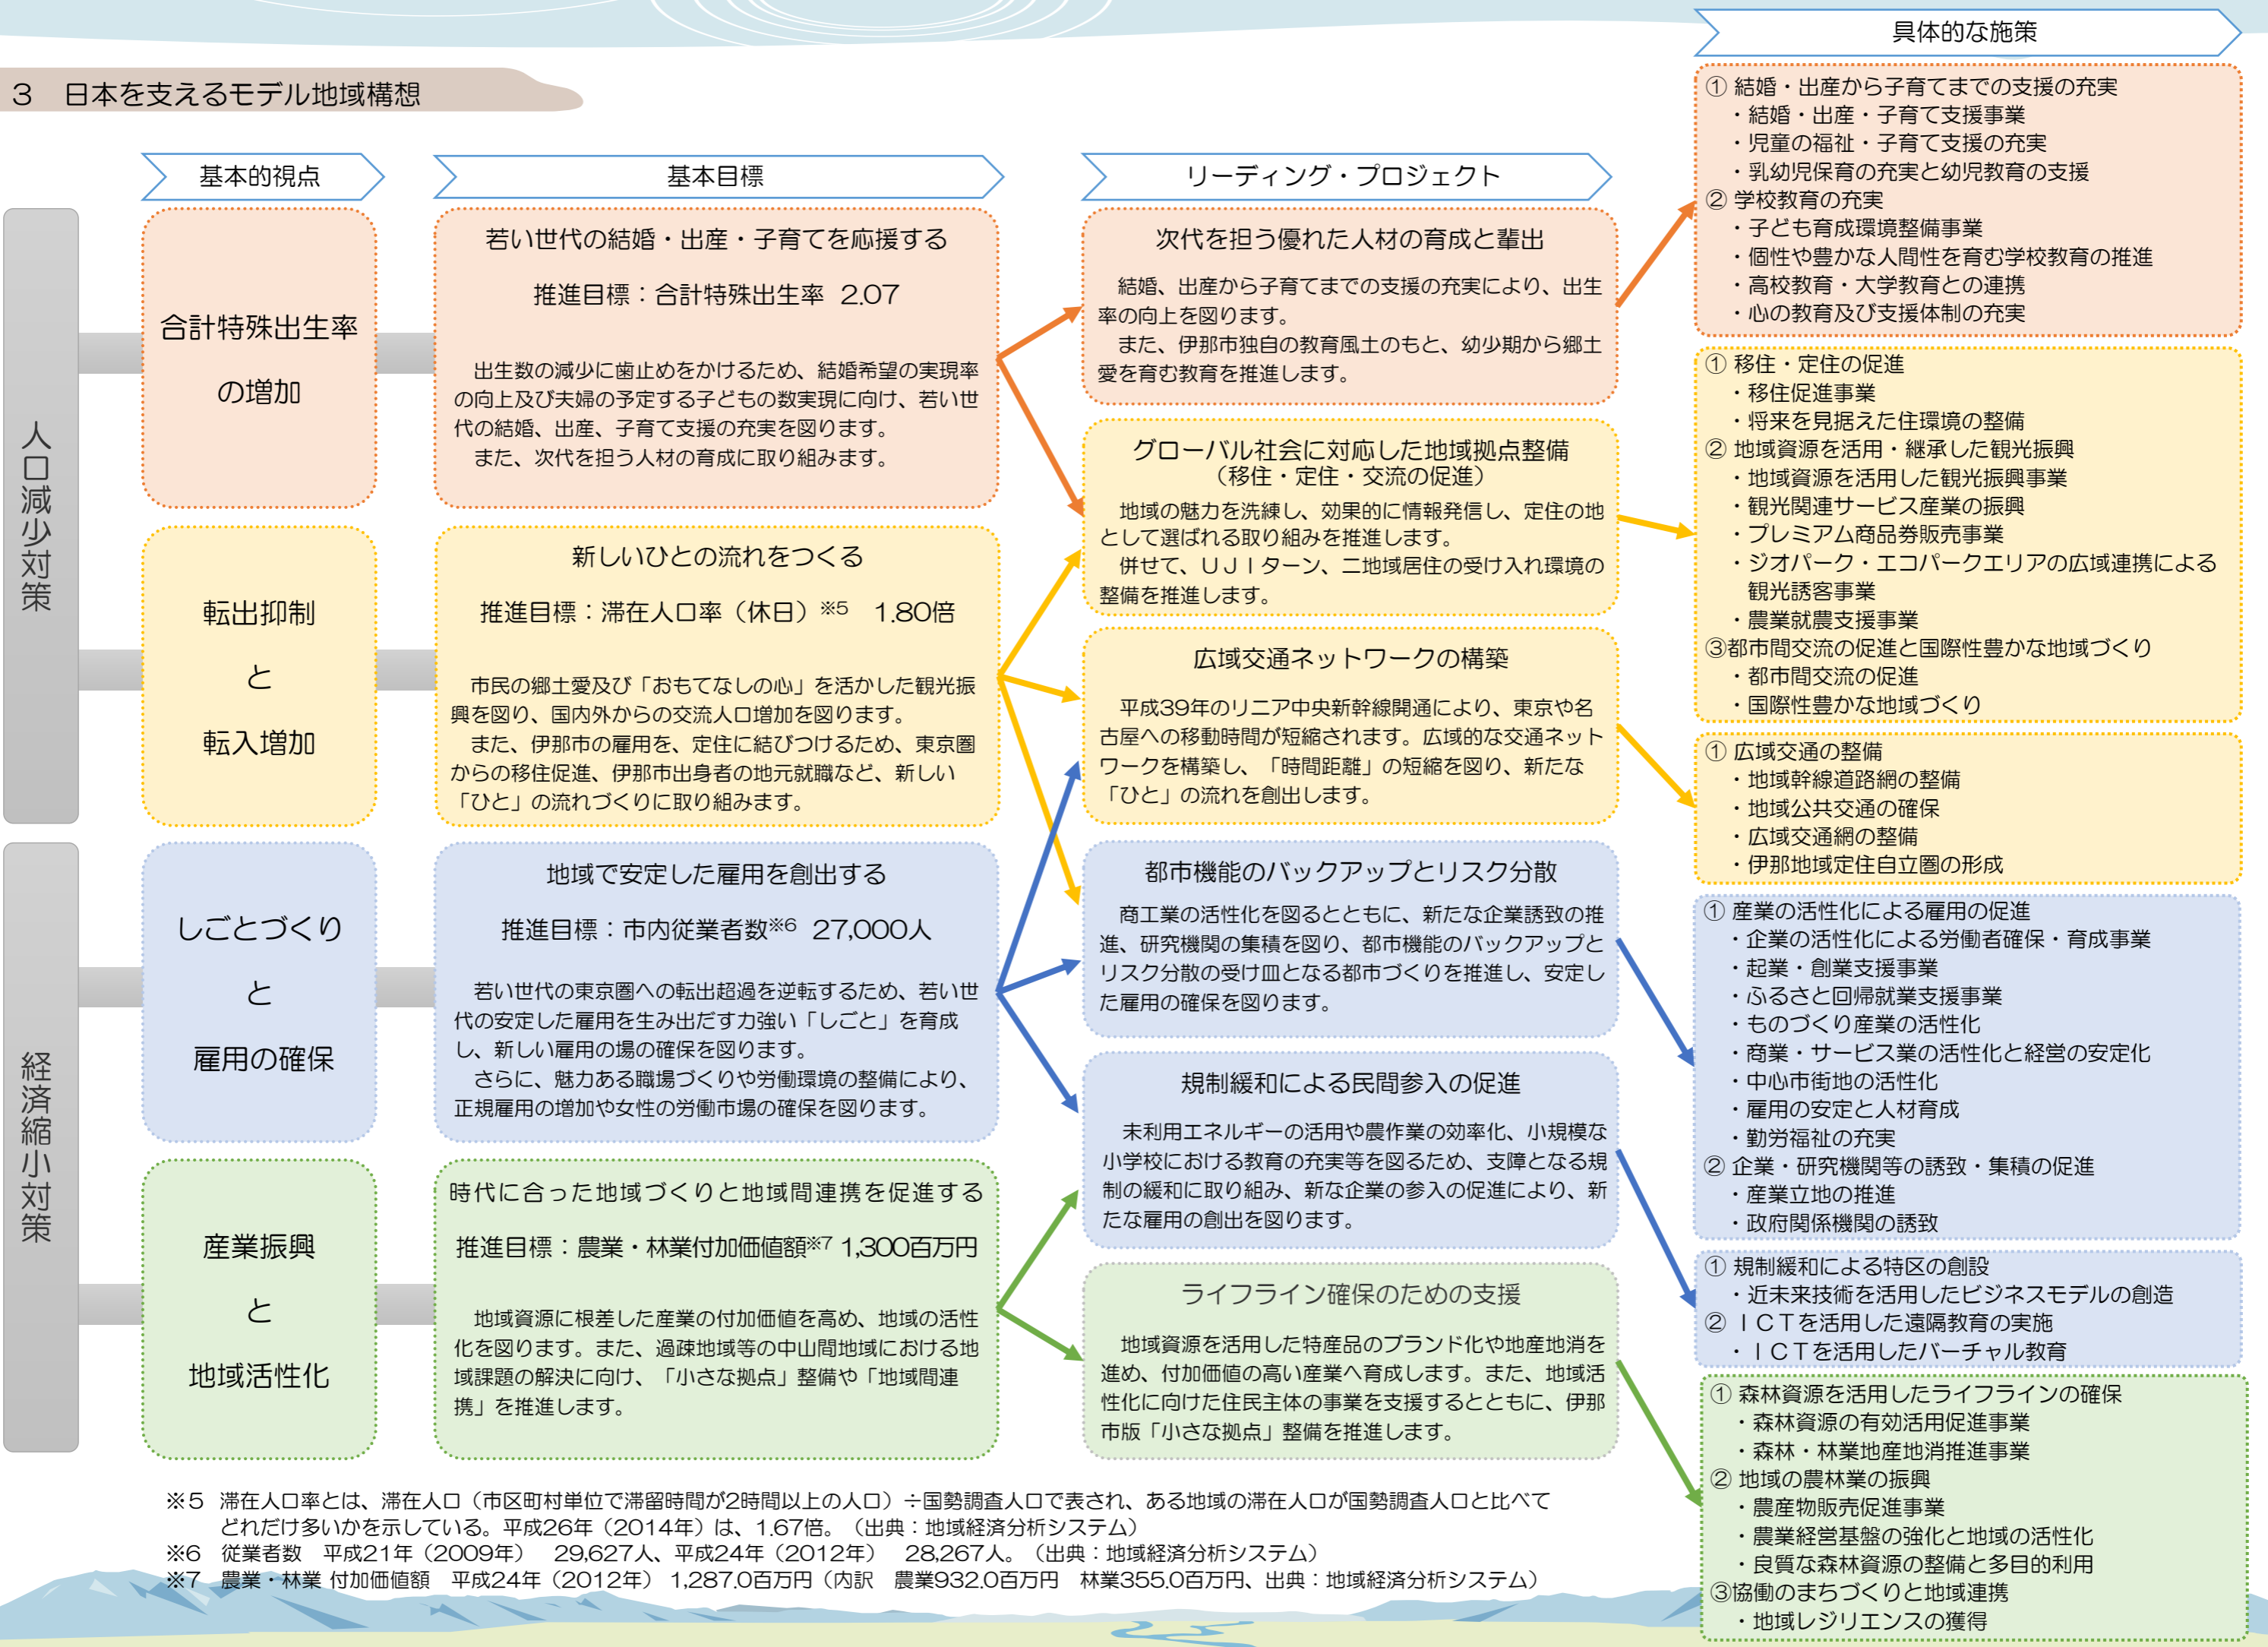 3 日本を支えるモデル地域構想
基本的視点
基本目標
リーディング・プロジェクト
具体的な施策
人口減少対策
合計特殊出生率
の増加
若い世代の結婚・出産・子育てを応援する
推進目標：合計特殊出生率 2.07
出生数の減少に歯止めをかけるため、結婚希望の実現率
の向上及び夫婦の予定する子どもの数実現に向け、若い世
代の結婚、出産、子育て支援の充実を図ります。
また、次代を担う人材の育成に取り組みます。
転出抑制
と
転入増加
新しいひとの流れをつくる
推進目標：滞在人口率（休日）※5 1.80倍
市民の郷土愛及び「おもてなしの心」を活かした観光振
興を図り、国内外からの交流人口増加を図ります。
また、伊那市の雇用を、定住に結びつけるため、東京圏
からの移住促進、伊那市出身者の地元就職など、新しい
「ひと」の流れづくりに取り組みます。
経済縮小対策
しごとづくり
と
雇用の確保
地域で安定した雇用を創出する
推進目標：市内従業者数※6 27,000人
若い世代の東京圏への転出超過を逆転するため、若い世
代の安定した雇用を生み出だす力強い「しごと」を育成
し、新しい雇用の場の確保を図ります。
さらに、魅力ある職場づくりや労働環境の整備により、
正規雇用の増加や女性の労働市場の確保を図ります。
産業振興
と
地域活性化
時代に合った地域づくりと地域間連携を促進する
推進目標：農業・林業付加価値額※7 1,300百万円
地域資源に根差した産業の付加価値を高め、地域の活性
化を図ります。また、過疎地域等の中山間地域における地
域課題の解決に向け、「小さな拠点」整備や「地域間連
携」を推進します。
次代を担う優れた人材の育成と輩出
結婚、出産から子育てまでの支援の充実により、出生
率の向上を図ります。
また、伊那市独自の教育風土のもと、幼少期から郷土
愛を育む教育を推進します。
グローバル社会に対応した地域拠点整備
（移住・定住・交流の促進）
地域の魅力を洗練し、効果的に情報発信し、定住の地
として選ばれる取り組みを推進します。
併せて、ＵＪＩターン、二地域居住の受け入れ環境の
整備を推進します。
広域交通ネットワークの構築
平成39年のリニア中央新幹線開通により、東京や名
古屋への移動時間が短縮されます。広域的な交通ネット
ワークを構築し、「時間距離」の短縮を図り、新たな
「ひと」の流れを創出します。
都市機能のバックアップとリスク分散
商工業の活性化を図るとともに、新たな企業誘致の推
進、研究機関の集積を図り、都市機能のバックアップと
リスク分散の受け皿となる都市づくりを推進し、安定し
た雇用の確保を図ります。
規制緩和による民間参入の促進
未利用エネルギーの活用や農作業の効率化、小規模な
小学校における教育の充実等を図るため、支障となる規
制の緩和に取り組み、新な企業の参入の促進により、新
たな雇用の創出を図ります。
ライフライン確保のための支援
地域資源を活用した特産品のブランド化や地産地消を
進め、付加価値の高い産業へ育成します。また、地域活
性化に向けた住民主体の事業を支援するとともに、伊那
市版「小さな拠点」整備を推進します。
① 結婚・出産から子育てまでの支援の充実
・結婚・出産・子育て支援事業
・児童の福祉・子育て支援の充実
・乳幼児保育の充実と幼児教育の支援
② 学校教育の充実
・子ども育成環境整備事業
・個性や豊かな人間性を育む学校教育の推進
・高校教育・大学教育との連携
・心の教育及び支援体制の充実
① 移住・定住の促進
・移住促進事業
・将来を見据えた住環境の整備
② 地域資源を活用・継承した観光振興
・地域資源を活用した観光振興事業
・観光関連サービス産業の振興
・プレミアム商品券販売事業
・ジオパーク・エコパークエリアの広域連携による
観光誘客事業
・農業就農支援事業
③都市間交流の促進と国際性豊かな地域づくり
・都市間交流の促進
・国際性豊かな地域づくり
① 広域交通の整備
・地域幹線道路網の整備
・地域公共交通の確保
・広域交通網の整備
・伊那地域定住自立圏の形成
① 産業の活性化による雇用の促進
・企業の活性化による労働者確保・育成事業
・起業・創業支援事業
・ふるさと回帰就業支援事業
・ものづくり産業の活性化
・商業・サービス業の活性化と経営の安定化
・中心市街地の活性化
・雇用の安定と人材育成
・勤労福祉の充実
② 企業・研究機関等の誘致・集積の促進
・産業立地の推進
・政府関係機関の誘致
① 規制緩和による特区の創設
・近未来技術を活用したビジネスモデルの創造
② ＩＣＴを活用した遠隔教育の実施
・ＩＣＴを活用したバーチャル教育
① 森林資源を活用したライフラインの確保
・森林資源の有効活用促進事業
・森林・林業地産地消推進事業
② 地域の農林業の振興
・農産物販売促進事業
・農業経営基盤の強化と地域の活性化
・良質な森林資源の整備と多目的利用
③協働のまちづくりと地域連携
・地域レジリエンスの獲得
※5 滞在人口率とは、滞在人口（市区町村単位で滞留時間が2時間以上の人口）÷国勢調査人口で表され、ある地域の滞在人口が国勢調査人口と比べて
どれだけ多いかを示している。平成26年（2014年）は、1.67倍。（出典：地域経済分析システム）
※6 従業者数 平成21年（2009年） 29,627人、平成24年（2012年） 28,267人。（出典：地域経済分析システム）
※7 農業・林業 付加価値額 平成24年（2012年） 1,287.0百万円（内訳 農業932.0百万円 林業355.0百万円、出典：地域経済分析システム）